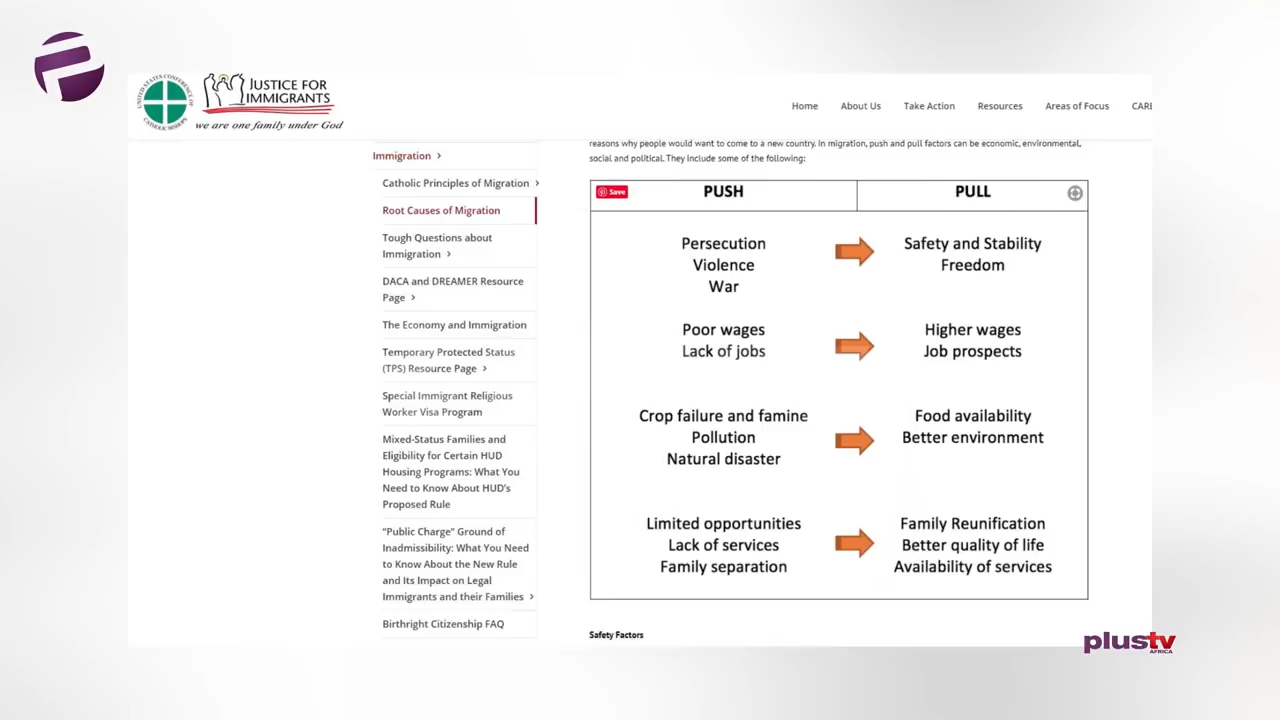 UNITED STATES CONFERENCE OF CATHOLIC BISHOPS
JUSTICE FOR
IMMIGRANTS
we are one family under God
Home
About Us
Take Action
Resources
Areas of Focus
CARE
Immigration >
Catholic Principles of Migration >
Root Causes of Migration
Tough Questions about
Immigration >
DACA and DREAMER Resource
Page >
The Economy and Immigration
Temporary Protected Status
(TPS) Resource Page >
Special Immigrant Religious
Worker Visa Program
Mixed-Status Families and
Eligibility for Certain HUD
Housing Programs: What You
Need to Know About HUD's
Proposed Rule
“Public Charge” Ground of
Inadmissibility: What You Need
to Know About the New Rule
and Its Impact on Legal
Immigrants and their Families >
Birthright Citizenship FAQ
reasons why people would want to come to a new country. In migration, push and pull factors can be economic, environmental,
social and political. They include some of the following:
Save
PUSH
PULL
Persecution
Violence
War
Safety and Stability
Freedom
Poor wages
Lack of jobs
Higher wages
Job prospects
Crop failure and famine
Pollution
Natural disaster
Food availability
Better environment
Limited opportunities
Lack of services
Family separation
Family Reunification
Better quality of life
Availability of services
Safety Factors
plustv
AFRICA